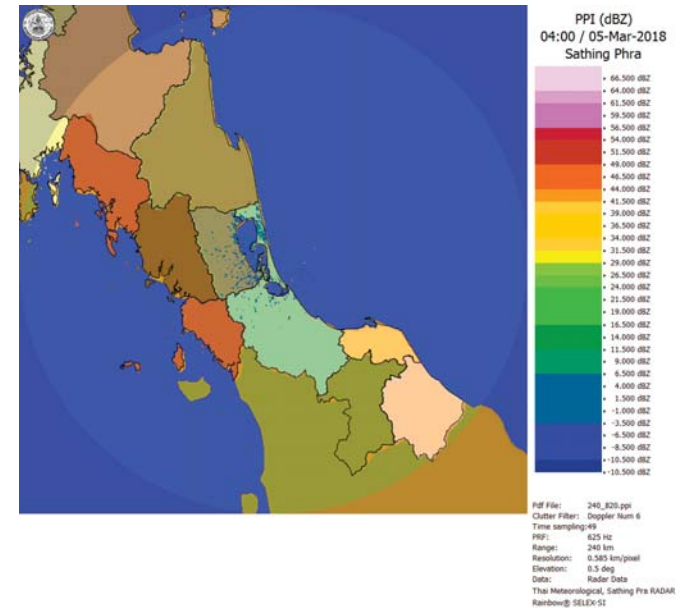 PPI (dBZ)
04:00 / 05-Mar-2018
Sathing Phra
66.500 dBZ
64.000 dBZ
61.500 dBZ
59.500 dBZ
56.500 dBZ
54.000 dBZ
51.500 dBZ
49.000 dBZ
46.500 dBZ
44.000 dBZ
41.500 dBZ
39.000 dBZ
36.500 dBZ
34.000 dBZ
31.500 dBZ
29.000 dBZ
26.500 dBZ
24.000 dBZ
21.500 dBZ
19.000 dBZ
16.500 dBZ
14.000 dBZ
11.500 dBZ
9.000 dBZ
6.500 dBZ
4.000 dBZ
1.500 dBZ
-1.000 dBZ
-3.500 dBZ
-6.500 dBZ
-8.500 dBZ
-10.500 dBZ
-10.500 dBZ
Pdf File: 240_820.ppi
Clutter Filter: Doppler Num 6
Time sampling:49
PRF: 625 Hz
Range: 240 km
Resolution: 0.585 km/pixel
Elevation: 0.5 deg
Data: Radar Data
Thai Meteorological, Sathing Pra RADAR
Rainbow® SELEX-SI